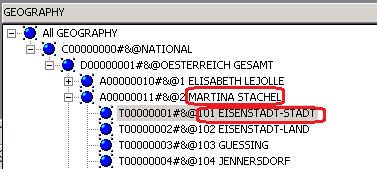 GEOGRAPHY
All GEOGRAPHY
C00000000#&@NATIONAL
D00000001#&@OESTERREICH GESAMT
A00000010#&@1 ELISABETH LEJOLLE
A00000011#&@2 MARTINA STACHEL
T00000001#&@101 EISENSTADT-STADT
T00000002#&@102 EISENSTADT-LAND
T00000003#&@103 GUESSING
T00000004#&@104 JENNERSDORF